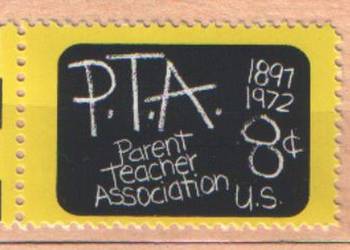 P.T.A.
1897
1972
8¢
Parent
teacher
Association
U.S.